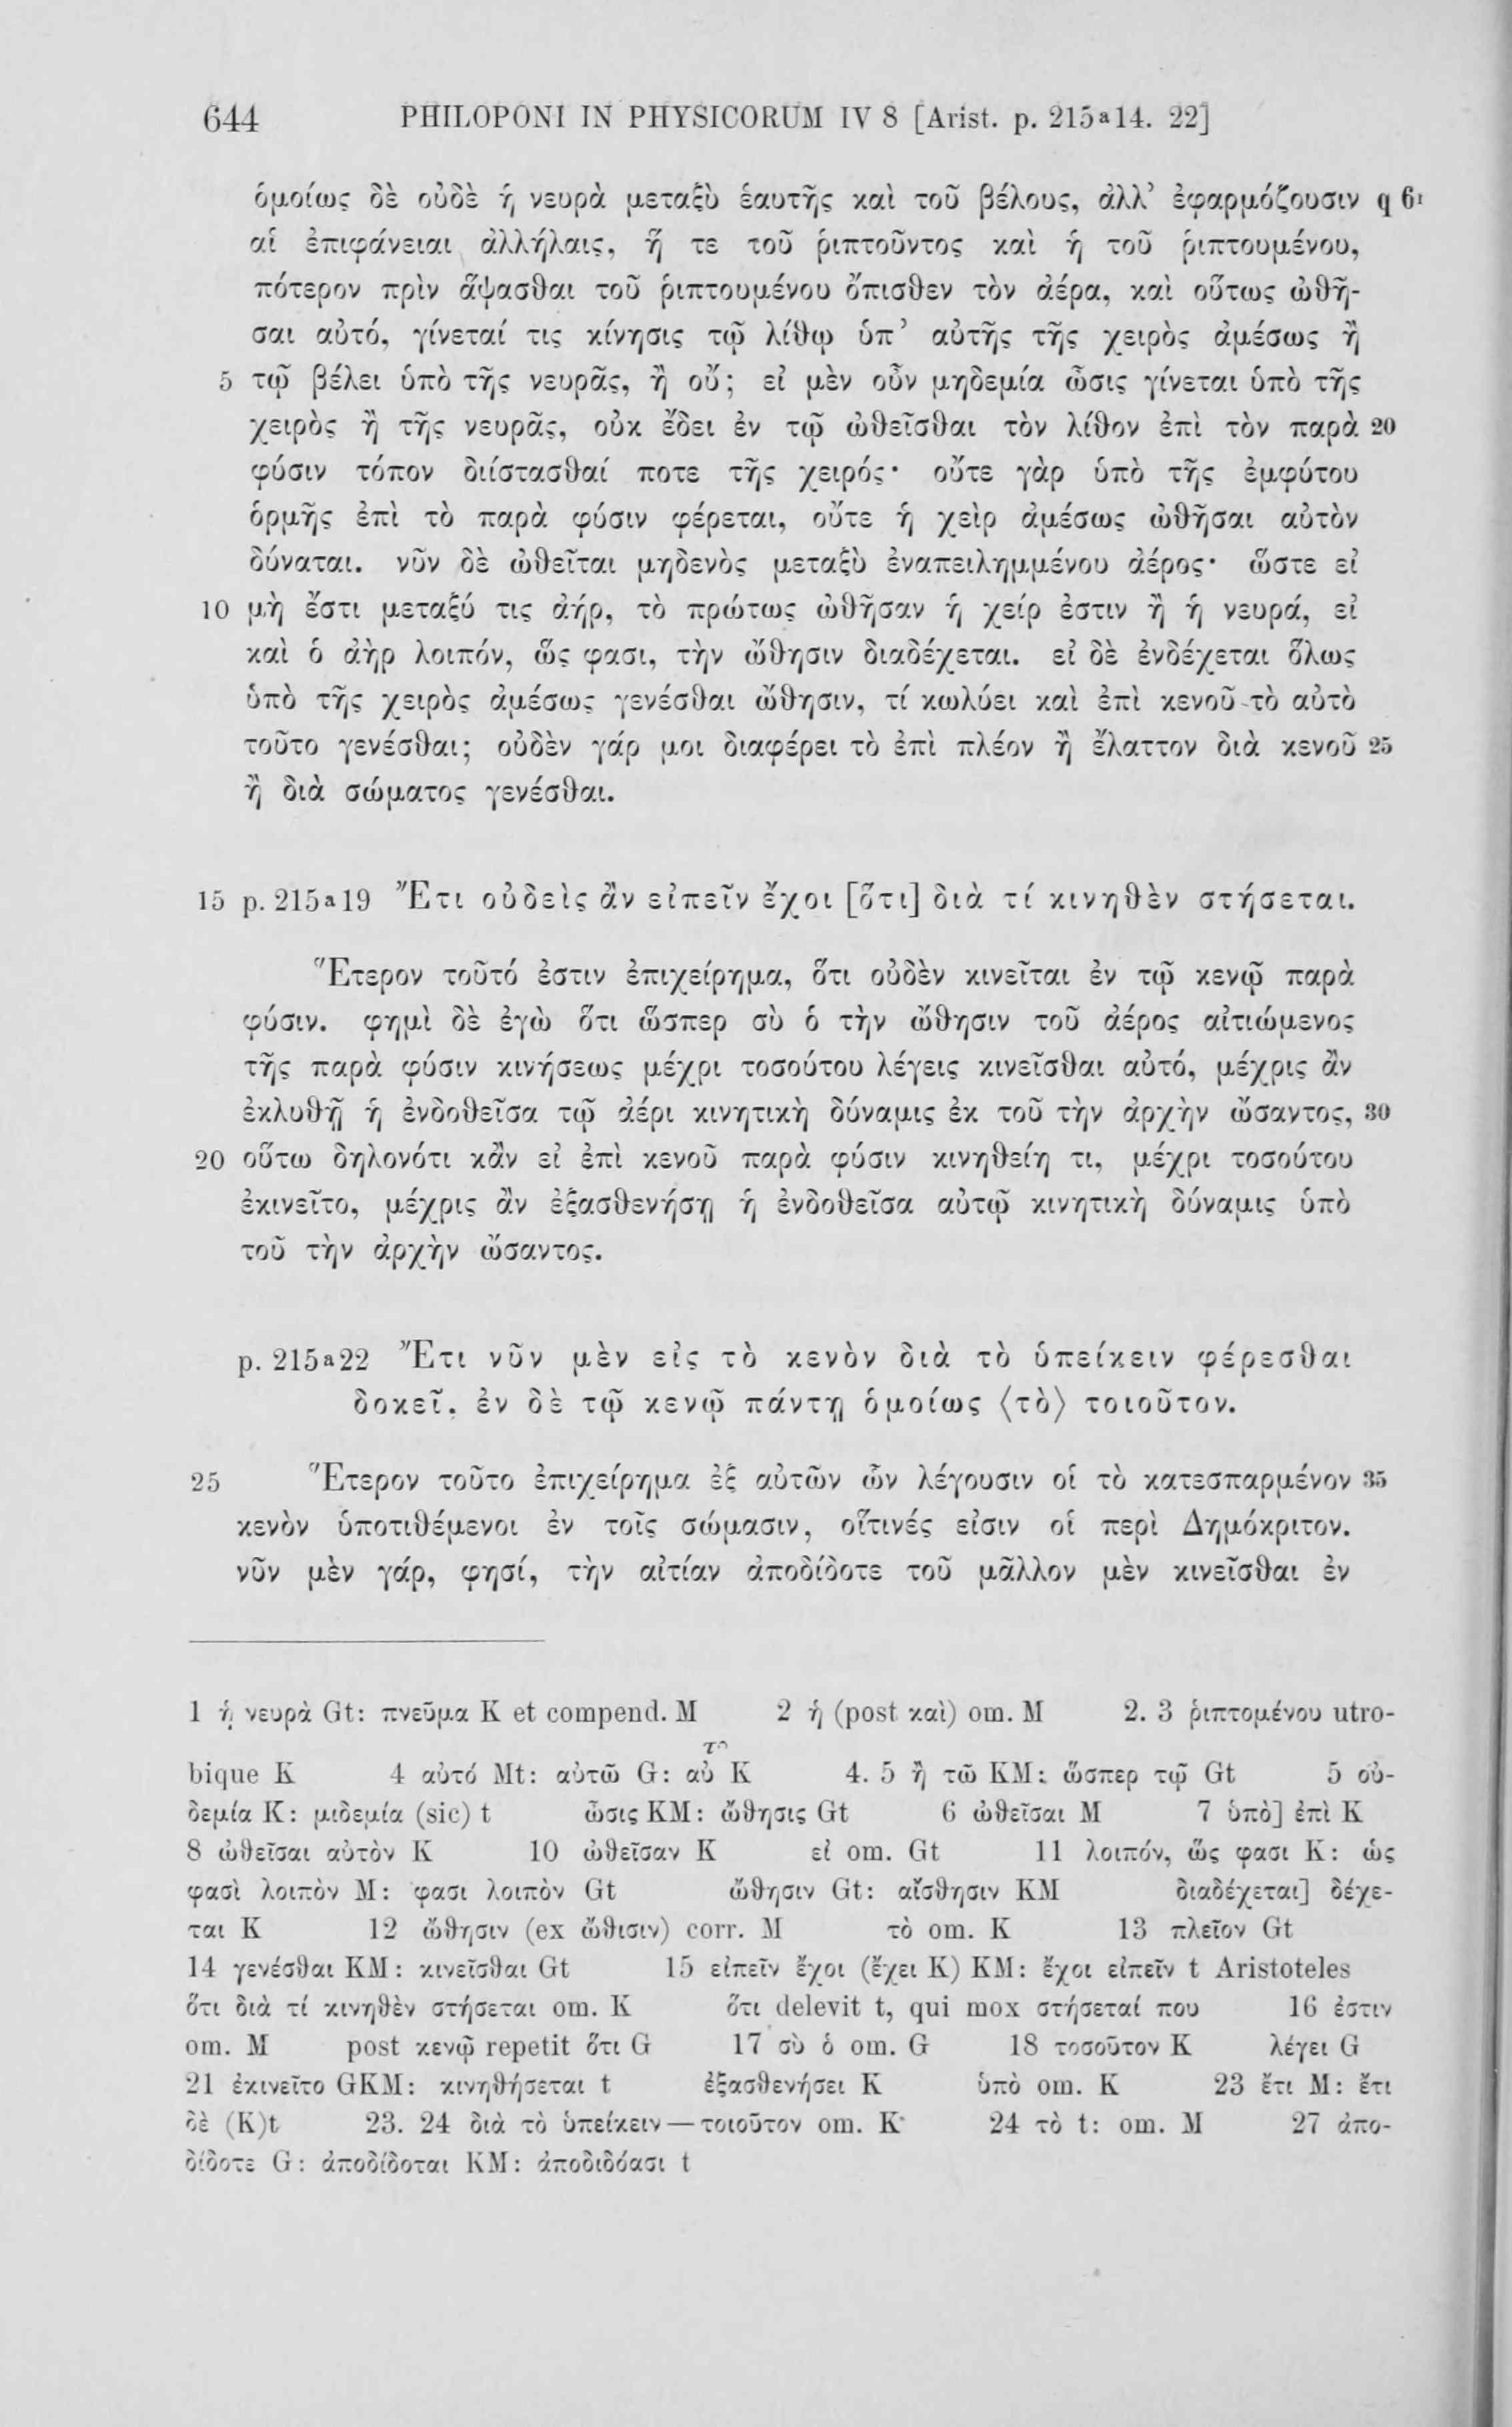 644 PHILOPONI IN PHYSICORUM IV 8 [Arist. p. 215a14. 22]
ὁμοίως δὲ οὐδὲ ἡ νευρὰ μεταξὺ ἑαυτῆς καὶ τοῦ βέλους, ἀλλ’ ἐφαρμόζουσιν q 6r
αἱ ἐπιφάνειαι ἀλλήλαις, ἥ τε τοῦ ῥιπτοῦντος καὶ ἡ τοῦ ῥιπτουμένου,
πότερον πρὶν ἅψασθαι τοῦ ῥιπτουμένου ὄπισθεν τὸν ἀέρα, καὶ οὕτως ὠθῆ-
σαι αὐτό, γίνεταί τις κίνησις τῷ λίθῳ ὑπ’ αὐτῆς τῆς χειρὸς ἀμέσως ἢ
5 τῷ βέλει ὑπὸ τῆς νευρᾶς, ἢ οὔ; εἰ μὲν οὖν μηδεμία ὦσις γίνεται ὑπὸ τῆς
χειρὸς ἢ τῆς νευρᾶς, οὐκ ἔδει ἐν τῷ ὠθεῖσθαι τὸν λίθον ἐπὶ τὸν παρὰ 20
φύσιν τόπον διίστασθαί ποτε τῆς χειρός· οὔτε γὰρ ὑπὸ τῆς ἐμφύτου
ὁρμῆς ἐπὶ τὸ παρὰ φύσιν φέρεται, οὔτε ἡ χεὶρ ἀμέσως ὠθῆσαι αὐτὸν
δύναται. νῦν δὲ ὠθεῖται μηδενὸς μεταξὺ ἐναπειλημμένου ἀέρος· ὥστε εἰ
10 μὴ ἔστι μεταξύ τις ἀήρ, τὸ πρώτως ὠθῆσαν ἡ χείρ ἐστιν ἢ ἡ νευρά, εἰ
καὶ ὁ ἀὴρ λοιπόν, ὥς φασι, τὴν ὤθησιν διαδέχεται. εἰ δὲ ἐνδέχεται ὅλως
ὑπὸ τῆς χειρὸς ἀμέσως γενέσθαι ὤθησιν, τί κωλύει καὶ ἐπὶ κενοῦ τὸ αὐτὸ
τοῦτο γενέσθαι; οὐδὲν γάρ μοι διαφέρει τὸ ἐπὶ πλέον ἢ ἔλαττον διὰ κενοῦ 25
ἢ διὰ σώματος γενέσθαι.
15 p. 215a19 Ἔτι οὐδεὶς ἂν εἰπεῖν ἔχοι [ὅτι] διὰ τί κινηθὲν στήσεται.
Ἕτερον τοῦτό ἐστιν ἐπιχείρημα, ὅτι οὐδὲν κινεῖται ἐν τῷ κενῷ παρὰ
φύσιν. φημὶ δὲ ἐγὼ ὅτι ὥσπερ σὺ ὁ τὴν ὤθησιν τοῦ ἀέρος αἰτιώμενος
τῆς παρὰ φύσιν κινήσεως μέχρι τοσούτου λέγεις κινεῖσθαι αὐτό, μέχρις ἂν
ἐκλυθῇ ἡ ἐνδοθεῖσα τῷ ἀέρι κινητικὴ δύναμις ἐκ τοῦ τὴν ἀρχὴν ὤσαντος, 30
20 οὕτω δηλονότι κἂν εἰ ἐπὶ κενοῦ παρὰ φύσιν κινηθείη τι, μέχρι τοσούτου
ἐκινεῖτο, μέχρις ἂν ἐξασθενήσῃ ἡ ἐνδοθεῖσα αὐτῷ κινητικὴ δύναμις ὑπὸ
τοῦ τὴν ἀρχὴν ὤσαντος.
p. 215a22 Ἔτι νῦν μὲν εἰς τὸ κενὸν διὰ τὸ ὑπείκειν φέρεσθαι
δοκεῖ. ἐν δὲ τῷ κενῷ πάντῃ ὁμοίως ⟨τὸ⟩ τοιοῦτον.
25 Ἕτερον τοῦτο ἐπιχείρημα ἐξ αὐτῶν ὧν λέγουσιν οἱ τὸ κατεσπαρμένον 35
κενὸν ὑποτιθέμενοι ἐν τοῖς σώμασιν, οἵτινές εἰσιν οἱ περὶ Δημόκριτον.
νῦν μὲν γάρ, φησί, τὴν αἰτίαν ἀποδίδοτε τοῦ μᾶλλον μὲν κινεῖσθαι ἐν
1 ἡ νευρὰ Gt: πνεῦμα K et compend. M 2 ἡ (post καὶ) om. M 2. 3 ῥιπτομένου utro-
bique K 4 αὐτό Mt: αὐτῶ G: αὐ K 4. 5 ἢ τῶ KM: ὥσπερ τῷ Gt 5 οὐ-
δεμία K: μιδεμία (sic) t ὦσις KM: ὤθησις Gt 6 ὠθεῖσαι M 7 ὑπὸ] ἐπὶ K
8 ὠθεῖσαι αὐτὸν K 10 ὠθεῖσαν K εἰ om. Gt 11 λοιπόν, ὥς φασι K: ὡς
φασὶ λοιπὸν M: φασι λοιπὸν Gt ὤθησιν Gt: αἴσθησιν KM διαδέχεται] δέχε-
ται K 12 ὤθησιν (ex ὤθισιν) corr. M τὸ om. K 13 πλεῖον Gt
14 γενέσθαι KM: κινεῖσθαι Gt 15 εἰπεῖν ἔχοι (ἔχει K) KM: ἔχοι εἰπεῖν t Aristoteles
ὅτι διὰ τί κινηθὲν στήσεται om. K ὅτι delevit t, qui mox στήσεταί που 16 ἐστιν
om. M post κενῷ repetit ὅτι G 17 σὺ ὁ om. G 18 τοσοῦτον K λέγει G
21 ἐκινεῖτο GKM: κινηθήσεται t ἐξασθενήσει K ὑπὸ om. K 23 ἔτι M: ἔτι
δὲ (K)t 23. 24 διὰ τὸ ὑπείκειν — τοιοῦτον om. K 24 τὸ t: om. M 27 ἀπο-
δίδοτε G: ἀποδίδοται KM: ἀποδιδόασι t